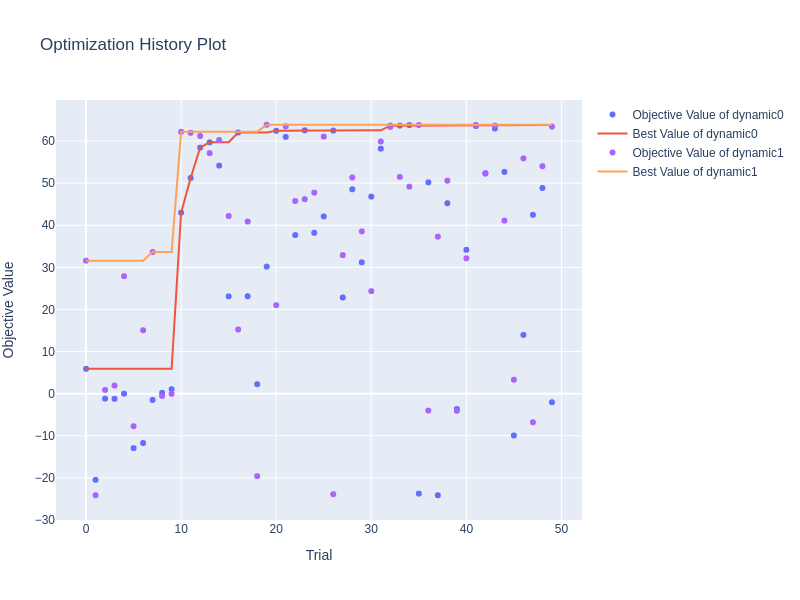 Optimization History Plot
Objective Value of dynamic0
Best Value of dynamic0
Objective Value of dynamic1
Best Value of dynamic1
Objective Value
60
50
40
30
20
10
0
−10
−20
−30
0 10 20 30 40 50
Trial